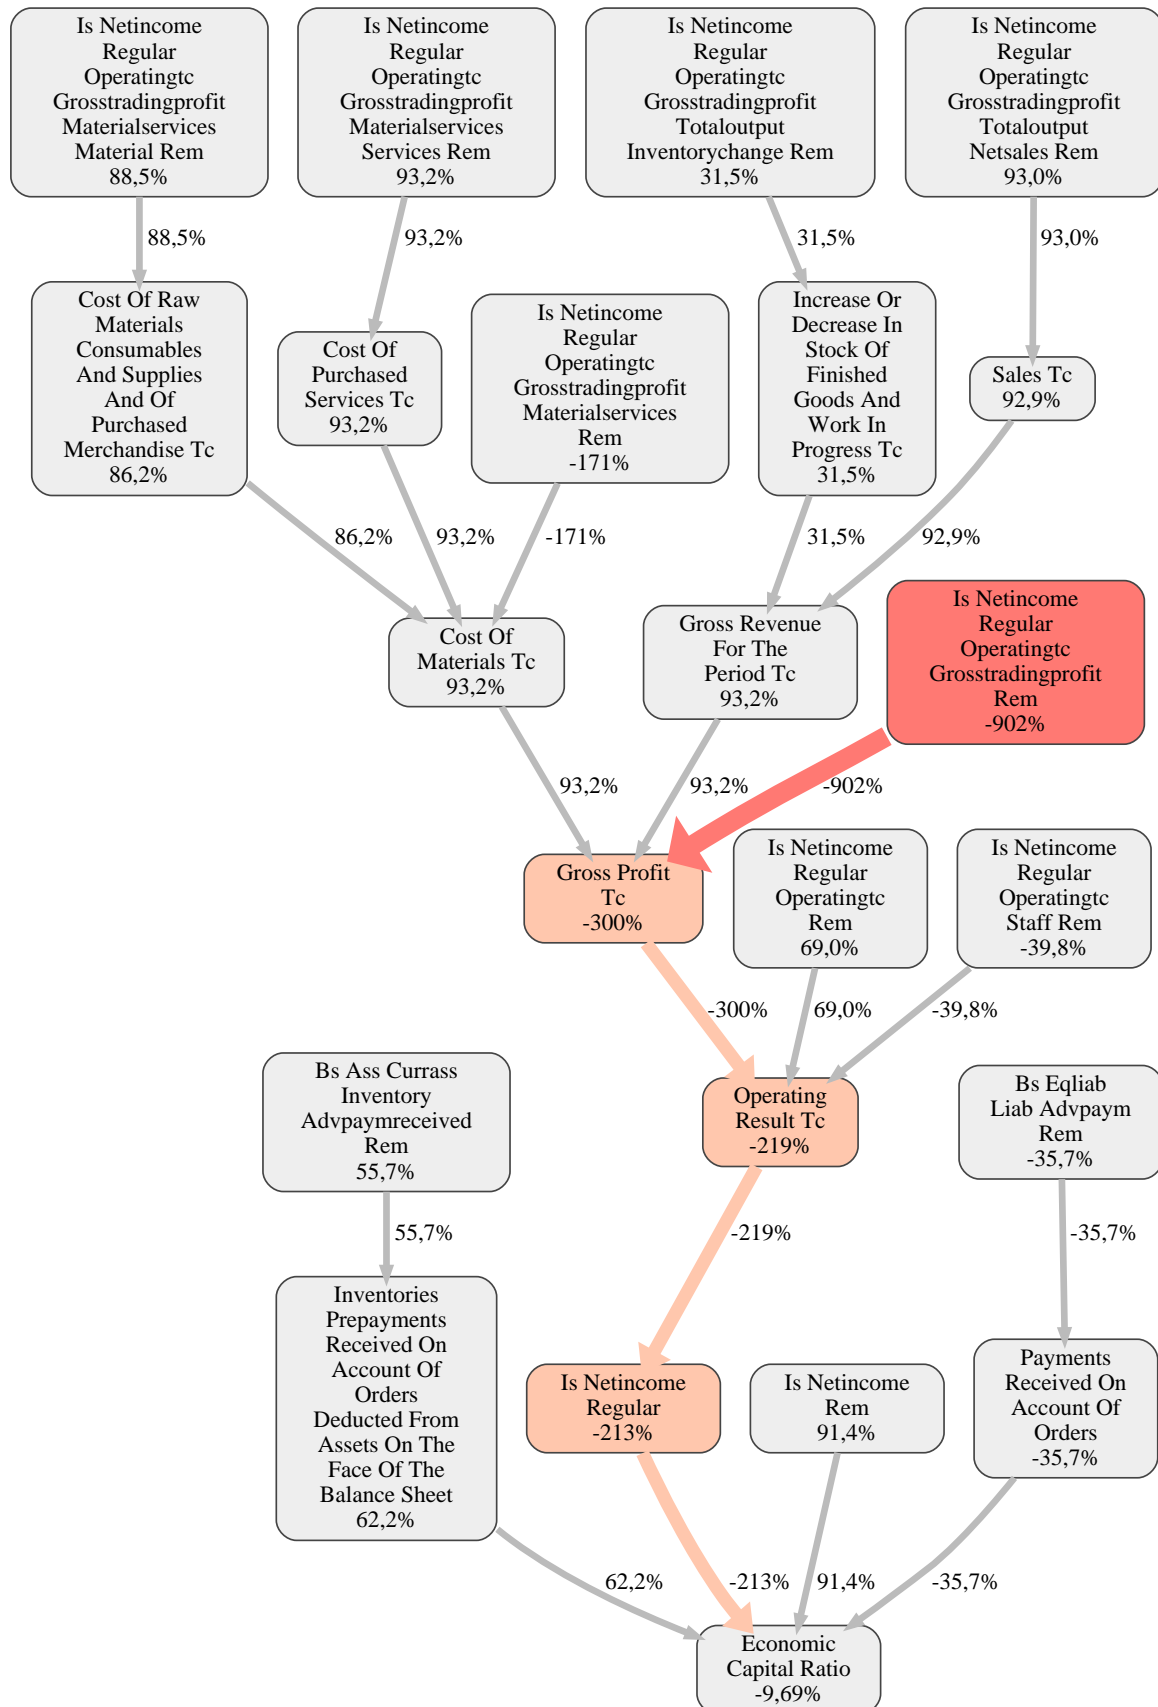 Is Netincome
Regular
Operatingtc
Grosstradingprofit
Materialservices
Material Rem
88,5%
Is Netincome
Regular
Operatingtc
Grosstradingprofit
Materialservices
Services Rem
93,2%
Is Netincome
Regular
Operatingtc
Grosstradingprofit
Totaloutput
Inventorychange Rem
31,5%
Is Netincome
Regular
Operatingtc
Grosstradingprofit
Totaloutput
Netsales Rem
93,0%
88,5%
93,2%
31,5%
93,0%
Cost Of Raw
Materials
Consumables
And Supplies
And Of
Purchased
Merchandise Tc
86,2%
Cost Of
Purchased
Services Tc
93,2%
Is Netincome
Regular
Operatingtc
Grosstradingprofit
Materialservices
Rem
-171%
Increase Or
Decrease In
Stock Of
Finished
Goods And
Work In
Progress Tc
31,5%
Sales Tc
92,9%
86,2%
93,2%
-171%
31,5%
92,9%
Cost Of
Materials Tc
93,2%
Gross Revenue
For The
Period Tc
93,2%
Is Netincome
Regular
Operatingtc
Grosstradingprofit
Rem
-902%
93,2%
93,2%
-902%
Gross Profit
Tc
-300%
Is Netincome
Regular
Operatingtc
Rem
69,0%
Is Netincome
Regular
Operatingtc
Staff Rem
-39,8%
-300%
69,0%
-39,8%
Bs Ass Currass
Inventory
Advpaymreceived
Rem
55,7%
Operating
Result Tc
-219%
Bs Eqliab
Liab Advpaym
Rem
-35,7%
55,7%
-219%
-35,7%
Inventories
Prepayments
Received On
Account Of
Orders
Deducted From
Assets On The
Face Of The
Balance Sheet
62,2%
Is Netincome
Regular
-213%
Is Netincome
Rem
91,4%
Payments
Received On
Account Of
Orders
-35,7%
62,2%
-213%
91,4%
-35,7%
Economic
Capital Ratio
-9,69%